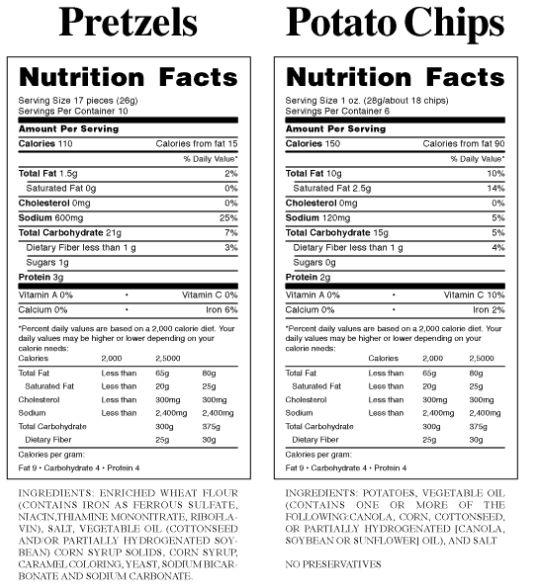 Pretzels
Nutrition Facts
Serving Size 17 pieces (26g)
Servings Per Container 10
Amount Per Serving
Calories 110 Calories from fat 15
% Daily Value*
Total Fat 1.5g 2%
Saturated Fat 0g 0%
Cholesterol 0mg 0%
Sodium 600mg 25%
Total Carbohydrate 21g 7%
Dietary Fiber less than 1 g 3%
Sugars 1g
Protein 3g
Vitamin A 0% • Vitamin C 0%
Calcium 0% • Iron 6%
*Percent daily values are based on a 2,000 calorie diet. Your
daily values may be higher or lower depending on your
calorie needs:
Calories 2,000 2,5000
Total Fat Less than 65g 80g
Saturated Fat Less than 20g 25g
Cholesterol Less than 300mg 300mg
Sodium Less than 2,400mg 2,400mg
Total Carbohydrate 300g 375g
Dietary Fiber 25g 30g
Calories per gram:
Fat 9 • Carbohydrate 4 • Protein 4
INGREDIENTS: ENRICHED WHEAT FLOUR
(CONTAINS IRON AS FERROUS SULFATE,
NIACIN,THIAMINE MONONITRATE, RIBOFLA-
VIN), SALT, VEGETABLE OIL (COTTONSEED
AND/OR PARTIALLY HYDROGENATED SOY-
BEAN) CORN SYRUP SOLIDS, CORN SYRUP,
CARAMEL COLORING, YEAST, SODIUM BICAR-
BONATE AND SODIUM CARBONATE.
Potato Chips
Nutrition Facts
Serving Size 1 oz. (28g/about 18 chips)
Servings Per Container 6
Amount Per Serving
Calories 150 Calories from fat 90
% Daily Value*
Total Fat 10g 10%
Saturated Fat 2.5g 14%
Cholesterol 0mg 0%
Sodium 120mg 5%
Total Carbohydrate 15g 5%
Dietary Fiber less than 1 g 4%
Sugars 0g
Protein 2g
Vitamin A 0% • Vitamin C 10%
Calcium 0% • Iron 2%
*Percent daily values are based on a 2,000 calorie diet. Your
daily values may be higher or lower depending on your
calorie needs:
Calories 2,000 2,5000
Total Fat Less than 65g 80g
Saturated Fat Less than 20g 25g
Cholesterol Less than 300mg 300mg
Sodium Less than 2,400mg 2,400mg
Total Carbohydrate 300g 375g
Dietary Fiber 25g 30g
Calories per gram:
Fat 9 • Carbohydrate 4 • Protein 4
INGREDIENTS: POTATOES, VEGETABLE OIL
(CONTAINS ONE OR MORE OF THE
FOLLOWING:CANOLA, CORN, COTTONSEED,
OR PARTIALLY HYDROGENATED [CANOLA,
SOYBEAN OR SUNFLOWER] OIL), AND SALT
NO PRESERVATIVES